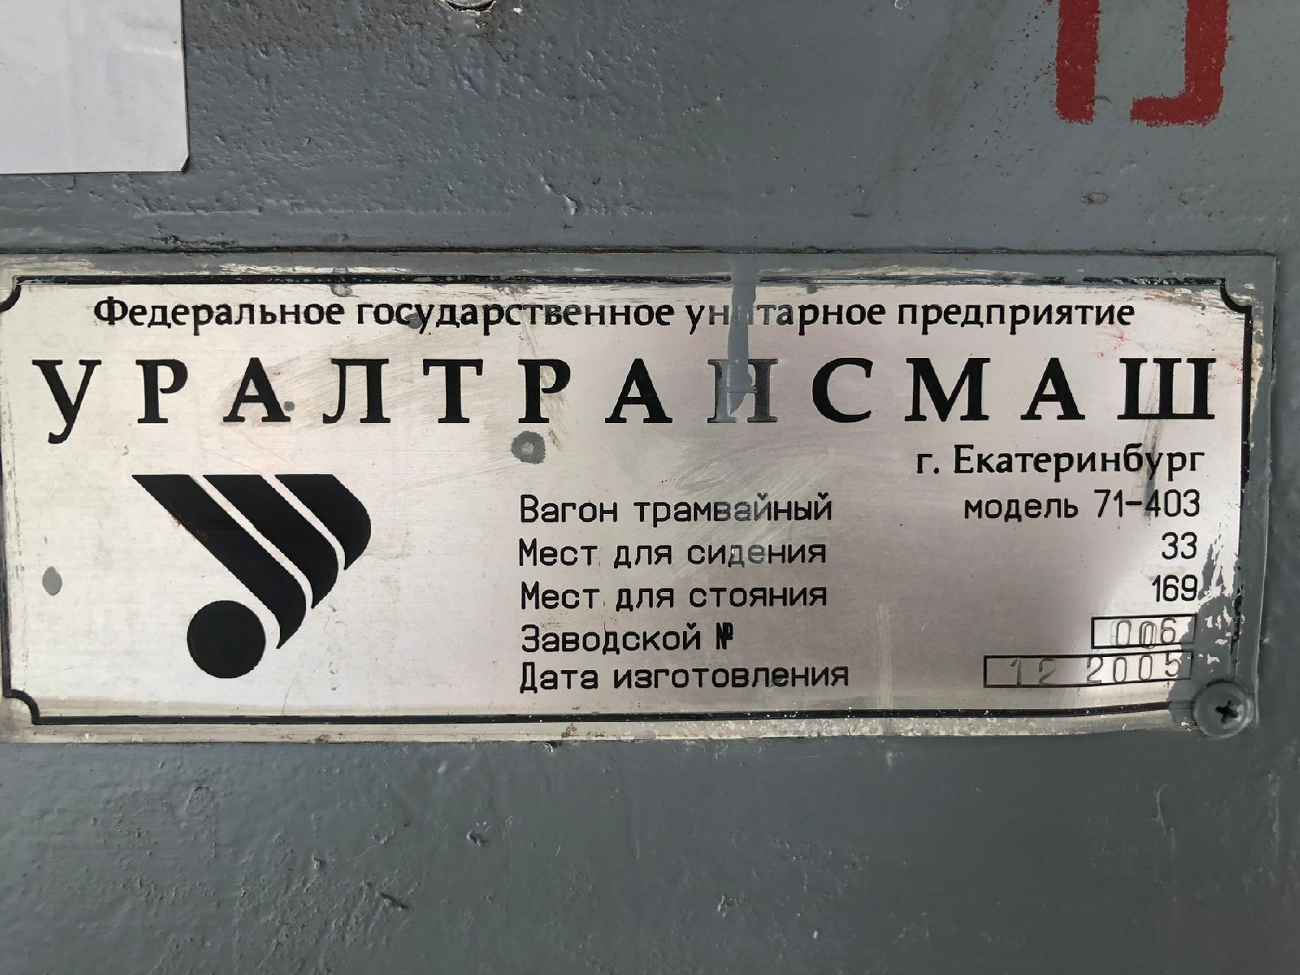 Федеральное государственное унитарное предприятие
УРАЛТРАНСМАШ
г. Екатеринбург
Вагон трамвайный модель 71-403
Мест для сидения 33
Мест для стояния 169
Заводской № 006
Дата изготовления 12 2005